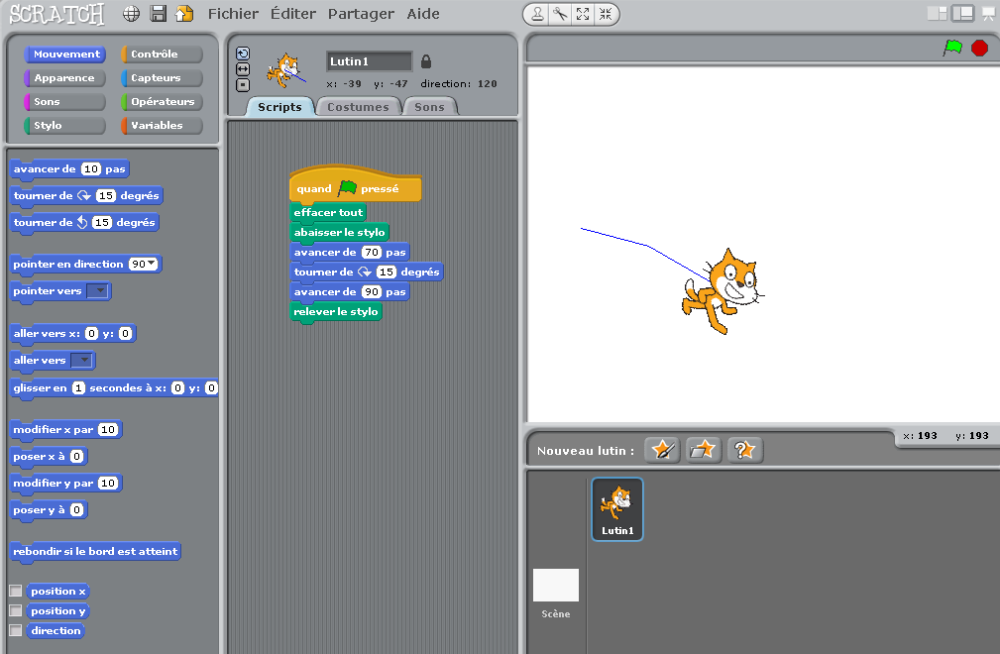 SCRATCH Fichier Éditer Partager Aide
Mouvement Contrôle
Apparence Capteurs
Sons Opérateurs
Stylo Variables
avancer de 10 pas
tourner de 15 degrés
tourner de 15 degrés
pointer en direction 90
pointer vers
aller vers x: 0 y: 0
aller vers
glisser en 1 secondes à x: 0 y: 0
modifier x par 10
poser x à 0
modifier y par 10
poser y à 0
rebondir si le bord est atteint
position x
position y
direction
Lutin1
x: -39 y: -47 direction: 120
Scripts Costumes Sons
quand pressé
effacer tout
abaisser le stylo
avancer de 70 pas
tourner de 15 degrés
avancer de 90 pas
relever le stylo
x: 193 y: 193
Nouveau lutin :
Lutin1
Scène